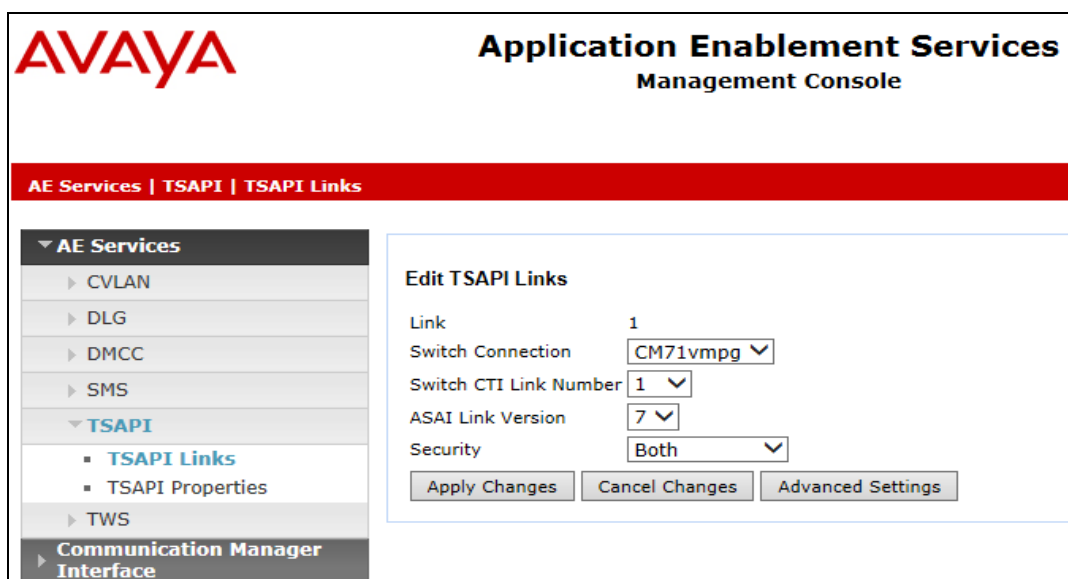 AVAYA
Application Enablement Services
Management Console
AE Services | TSAPI | TSAPI Links
AE Services
CVLAN
DLG
DMCC
SMS
TSAPI
TSAPI Links
TSAPI Properties
TWS
Communication Manager
Interface
Edit TSAPI Links
Link 1
Switch Connection CM71vmpg
Switch CTI Link Number 1
ASAI Link Version 7
Security Both
Apply Changes Cancel Changes Advanced Settings